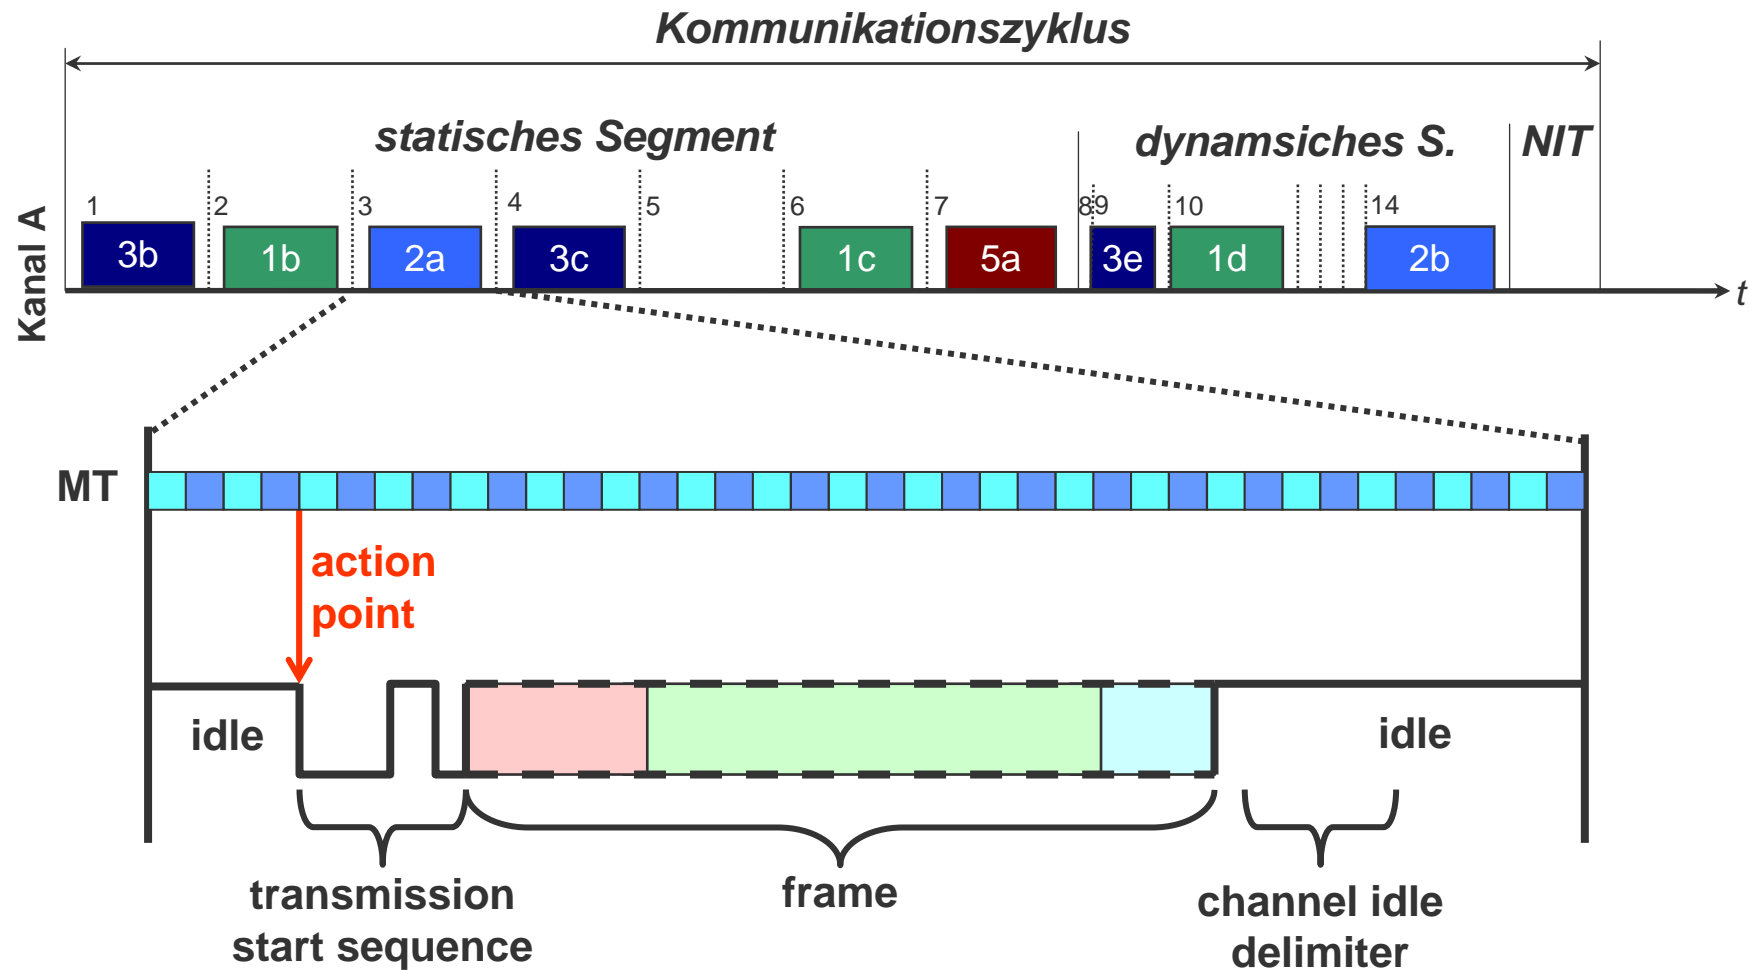 Kommunikationszyklus
statisches Segment
dynamsiches S.
NIT
Kanal A
1
2
3
4
5
6
7
8
9
10
14
3b
1b
2a
3c
1c
5a
3e
1d
2b
t
MT
action
point
idle
idle
transmission
start sequence
frame
channel idle
delimiter